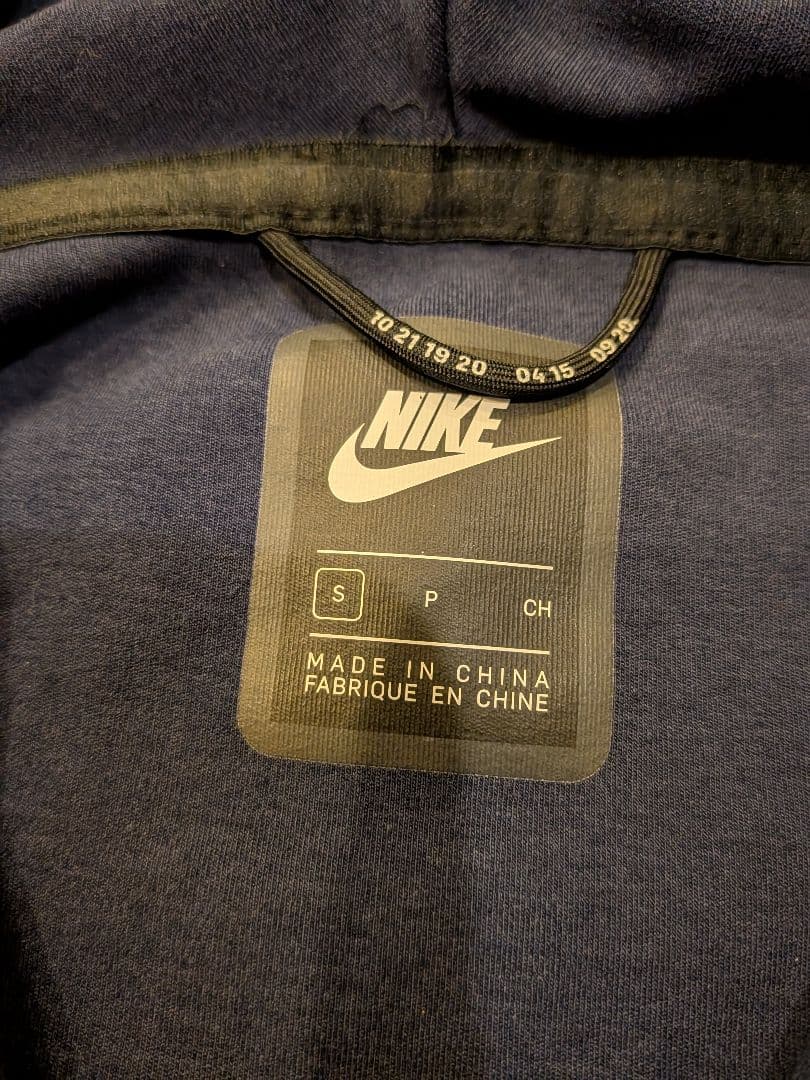 10 21 19 20 04 15 09 20
NIKE
S P CH
MADE IN CHINA
FABRIQUE EN CHINE